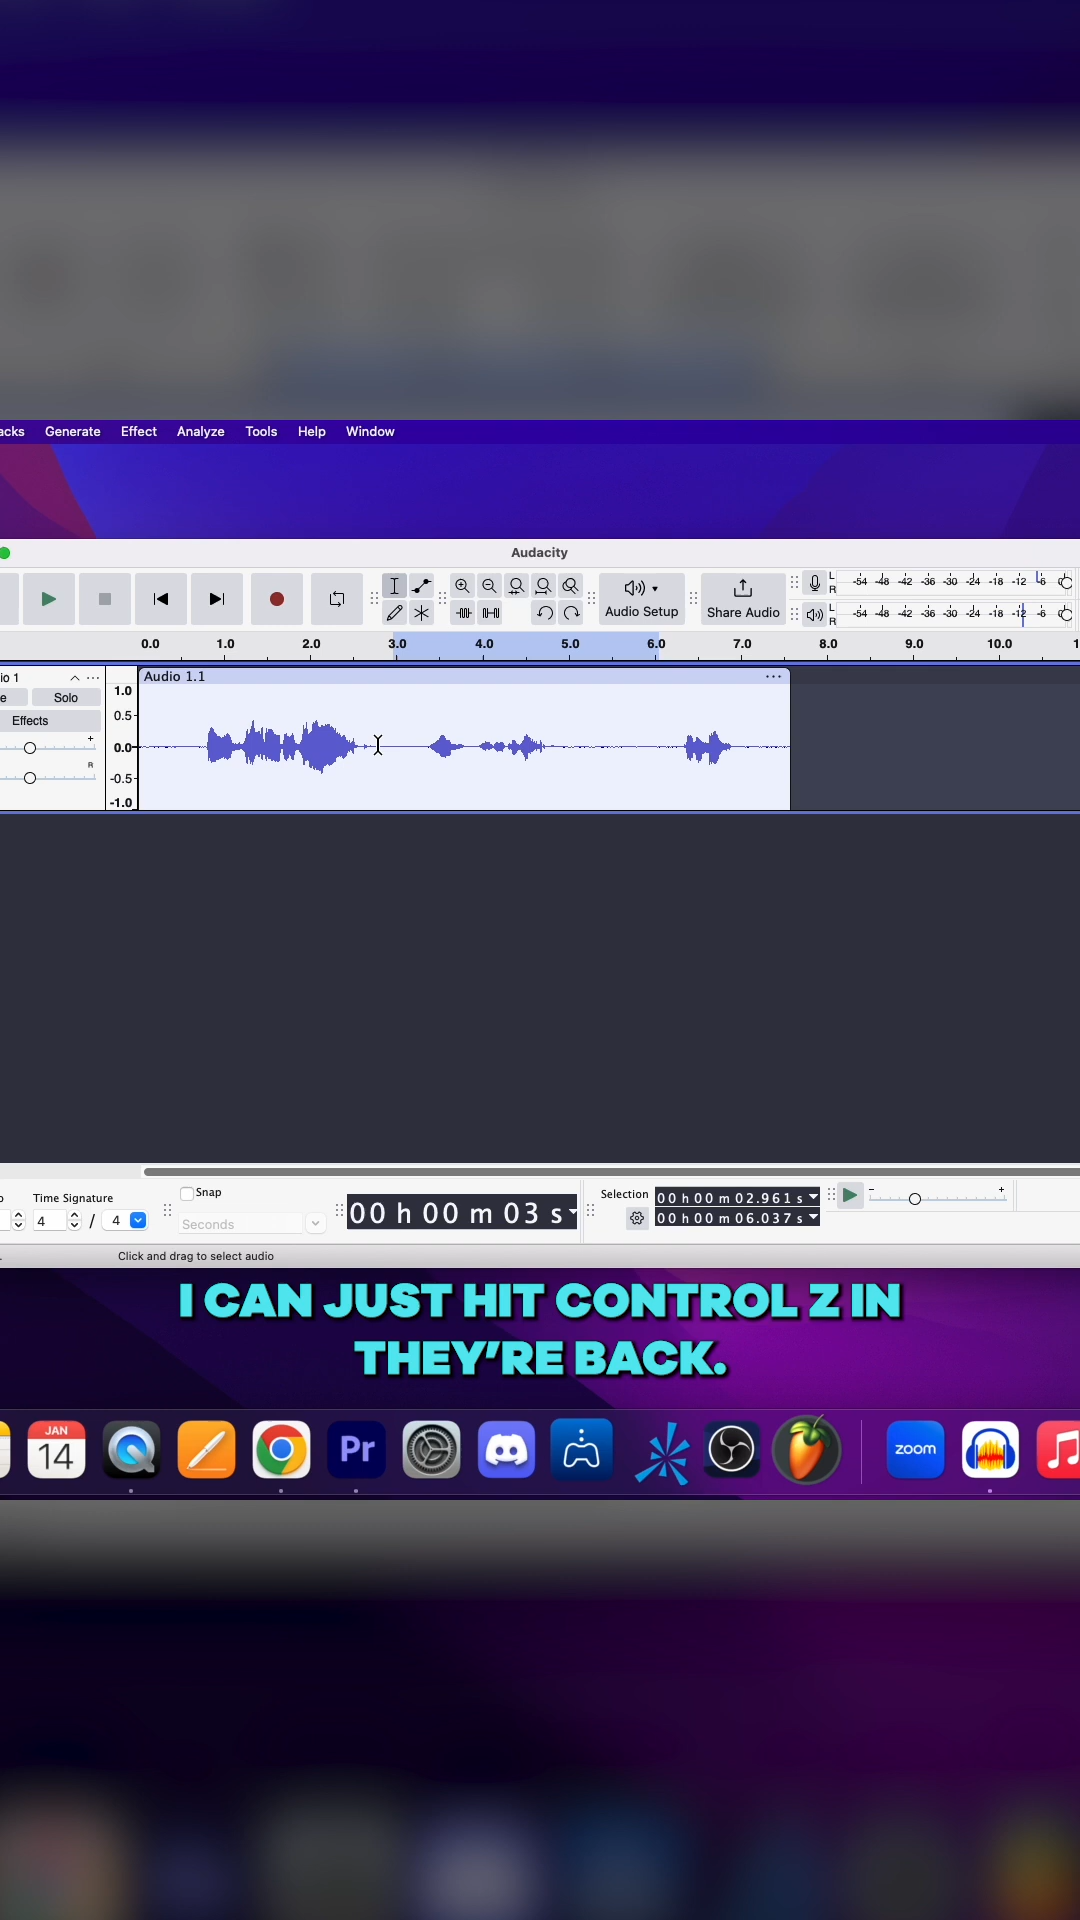 acks Generate Effect Analyze Tools Help Window
Audacity
Audio Setup
Share Audio
L
R
-54 -48 -42 -36 -30 -24 -18 -12 -6 0
L
R
-54 -48 -42 -36 -30 -24 -18 -12 -6 0
0.0 1.0 2.0 3.0 4.0 5.0 6.0 7.0 8.0 9.0 10.0 1
io 1
e Solo
Effects
- +
R
1.0
0.5
0.0
-0.5
-1.0
Audio 1.1
o Time Signature
4 / 4
Snap
Seconds
00 h 00 m 03 s
Selection
00 h 00 m 02.961 s
00 h 00 m 06.037 s
- +
Click and drag to select audio
I CAN JUST HIT CONTROL Z IN
THEY'RE BACK.
JAN
14
Pr
zoom